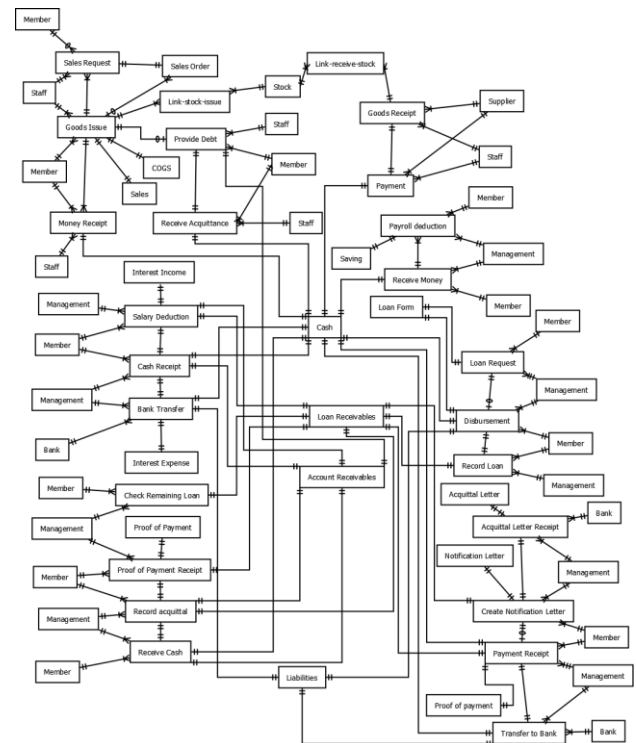 Member
Sales Request
Sales Order
Link-receive-stock
Staff
Link-stock-issue
Stock
Goods Receipt
Supplier
Goods Issue
Provide Debt
Staff
Staff
Member
COGS
Member
Payment
Sales
Member
Money Receipt
Receive Acquittance
Staff
Payroll deduction
Staff
Saving
Management
Interest Income
Receive Money
Management
Loan Form
Member
Salary Deduction
Cash
Member
Member
Cash Receipt
Loan Request
Management
Management
Bank Transfer
Loan Receivables
Disbursement
Member
Bank
Interest Expense
Record Loan
Account Receivables
Management
Member
Check Remaining Loan
Acquittal Letter
Proof of Payment
Acquittal Letter Receipt
Bank
Management
Notification Letter
Member
Proof of Payment Receipt
Management
Management
Record acquittal
Create Notification Letter
Member
Receive Cash
Payment Receipt
Member
Liabilities
Management
Proof of payment
Transfer to Bank
Bank